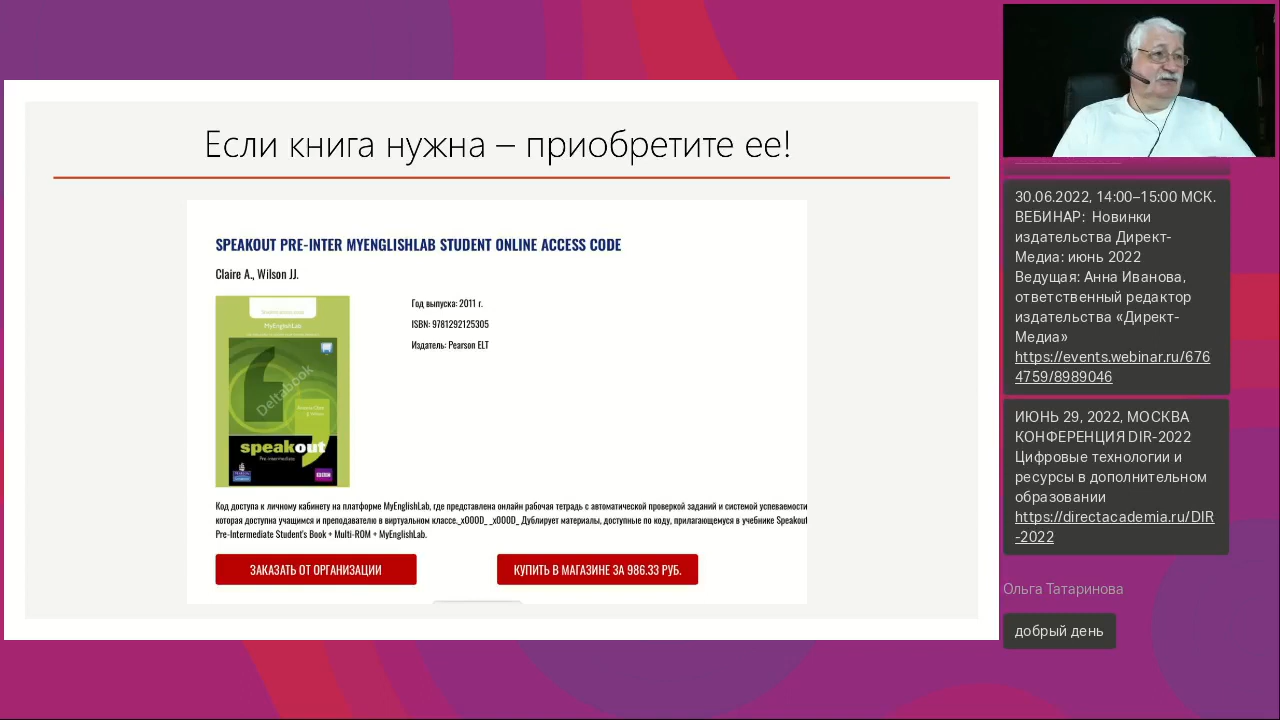 Если книга нужна – приобретите ее!
SPEAKOUT PRE-INTER MYENGLISHLAB STUDENT ONLINE ACCESS CODE
Claire A., Wilson JJ.
Год выпуска: 2011 г.
ISBN: 9781292125305
Издатель: Pearson ELT
MyEnglishLab
Deltabook
speakout
Pre-intermediate
BBC
Код доступа к личному кабинету на платформе MyEnglishLab, где представлена онлайн рабочая тетрадь с автоматической проверкой заданий и системой успеваемости
которая доступна учащимся и преподавателю в виртуальном классе._x000D_ _x000D_ Дублирует материалы, доступные по коду, прилагающемуся в учебнике Speakout
Pre-Intermediate Student's Book + Multi-ROM + MyEnglishLab.
ЗАКАЗАТЬ ОТ ОРГАНИЗАЦИИ
КУПИТЬ В МАГАЗИНЕ ЗА 986.33 РУБ.
30.06.2022, 14:00–15:00 МСК.
ВЕБИНАР: Новинки
издательства Директ-
Медиа: июнь 2022
Ведущая: Анна Иванова,
ответственный редактор
издательства «Директ-
Медиа»
https://events.webinar.ru/676
4759/8989046
ИЮНЬ 29, 2022, МОСКВА
КОНФЕРЕНЦИЯ DIR-2022
Цифровые технологии и
ресурсы в дополнительном
образовании
https://directacademia.ru/DIR
-2022
Ольга Татаринова
добрый день